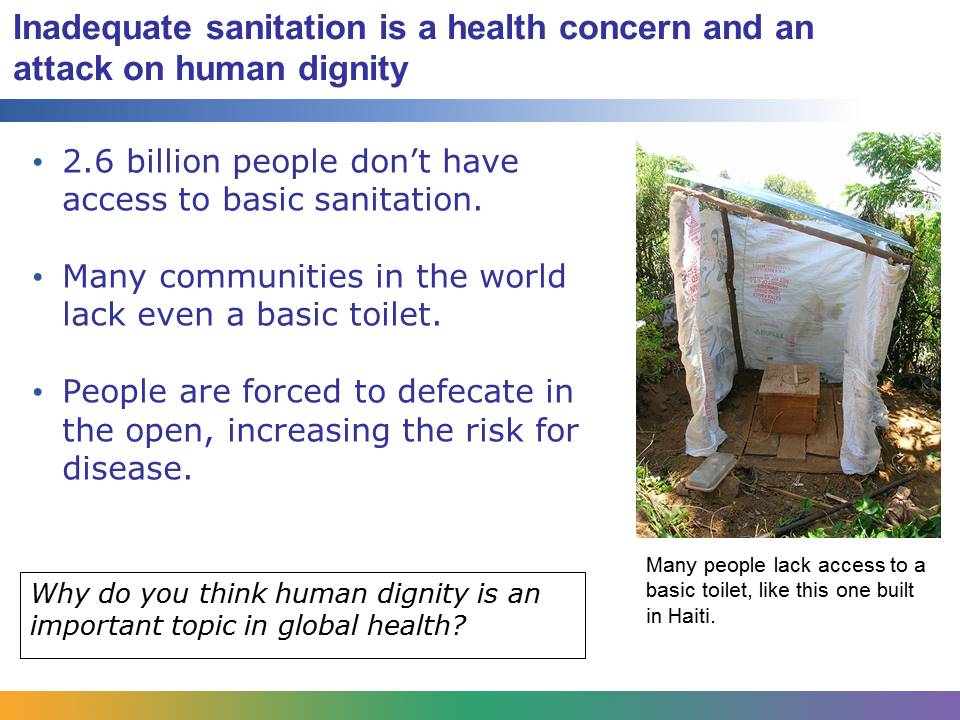 Inadequate sanitation is a health concern and an
attack on human dignity
• 2.6 billion people don’t have
access to basic sanitation.
• Many communities in the world
lack even a basic toilet.
• People are forced to defecate in
the open, increasing the risk for
disease.
Many people lack access to a
basic toilet, like this one built
in Haiti.
Why do you think human dignity is an
important topic in global health?